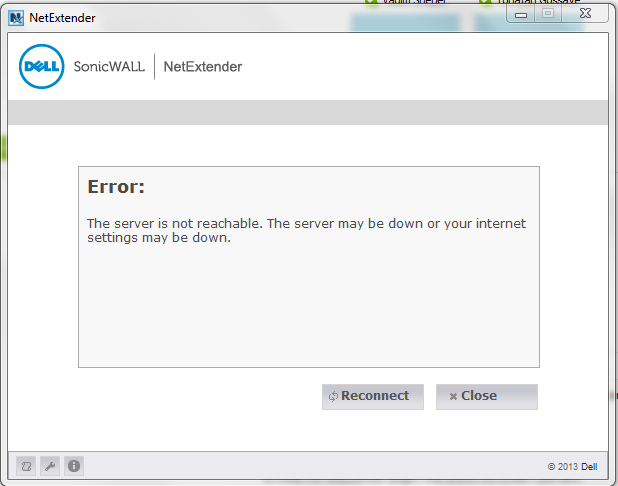 NetExtender
DELL SonicWALL NetExtender
Error:
The server is not reachable. The server may be down or your internet
settings may be down.
Reconnect
Close
© 2013 Dell